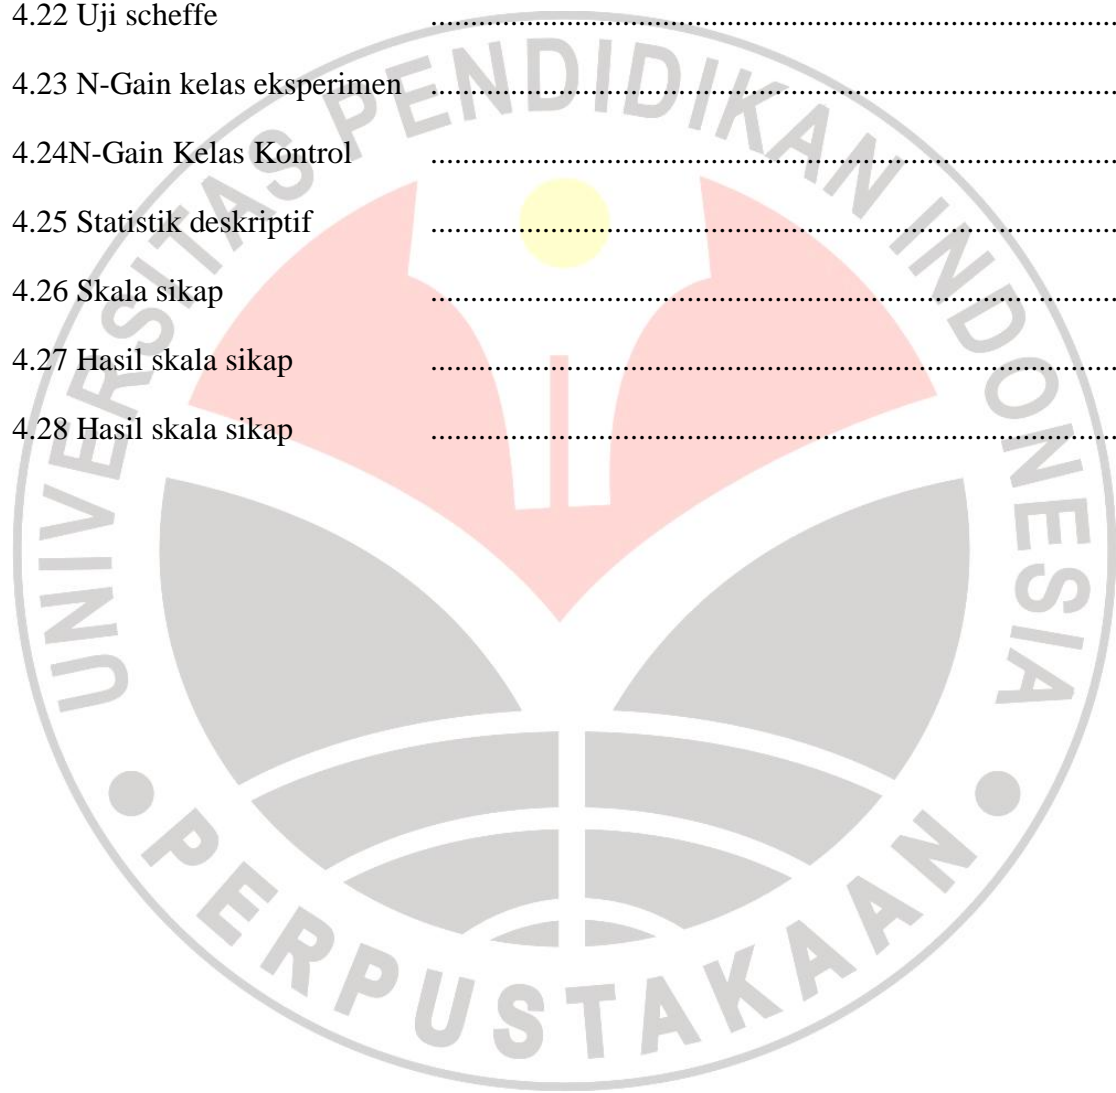 4.22 Uji scheffe ........................................................................
4.23 N-Gain kelas eksperimen ........................................................................
4.24N-Gain Kelas Kontrol ........................................................................
4.25 Statistik deskriptif ........................................................................
4.26 Skala sikap ........................................................................
4.27 Hasil skala sikap ........................................................................
4.28 Hasil skala sikap ........................................................................
UNIVERSITAS PENDIDIKAN INDONESIA
PERPUSTAKAAN